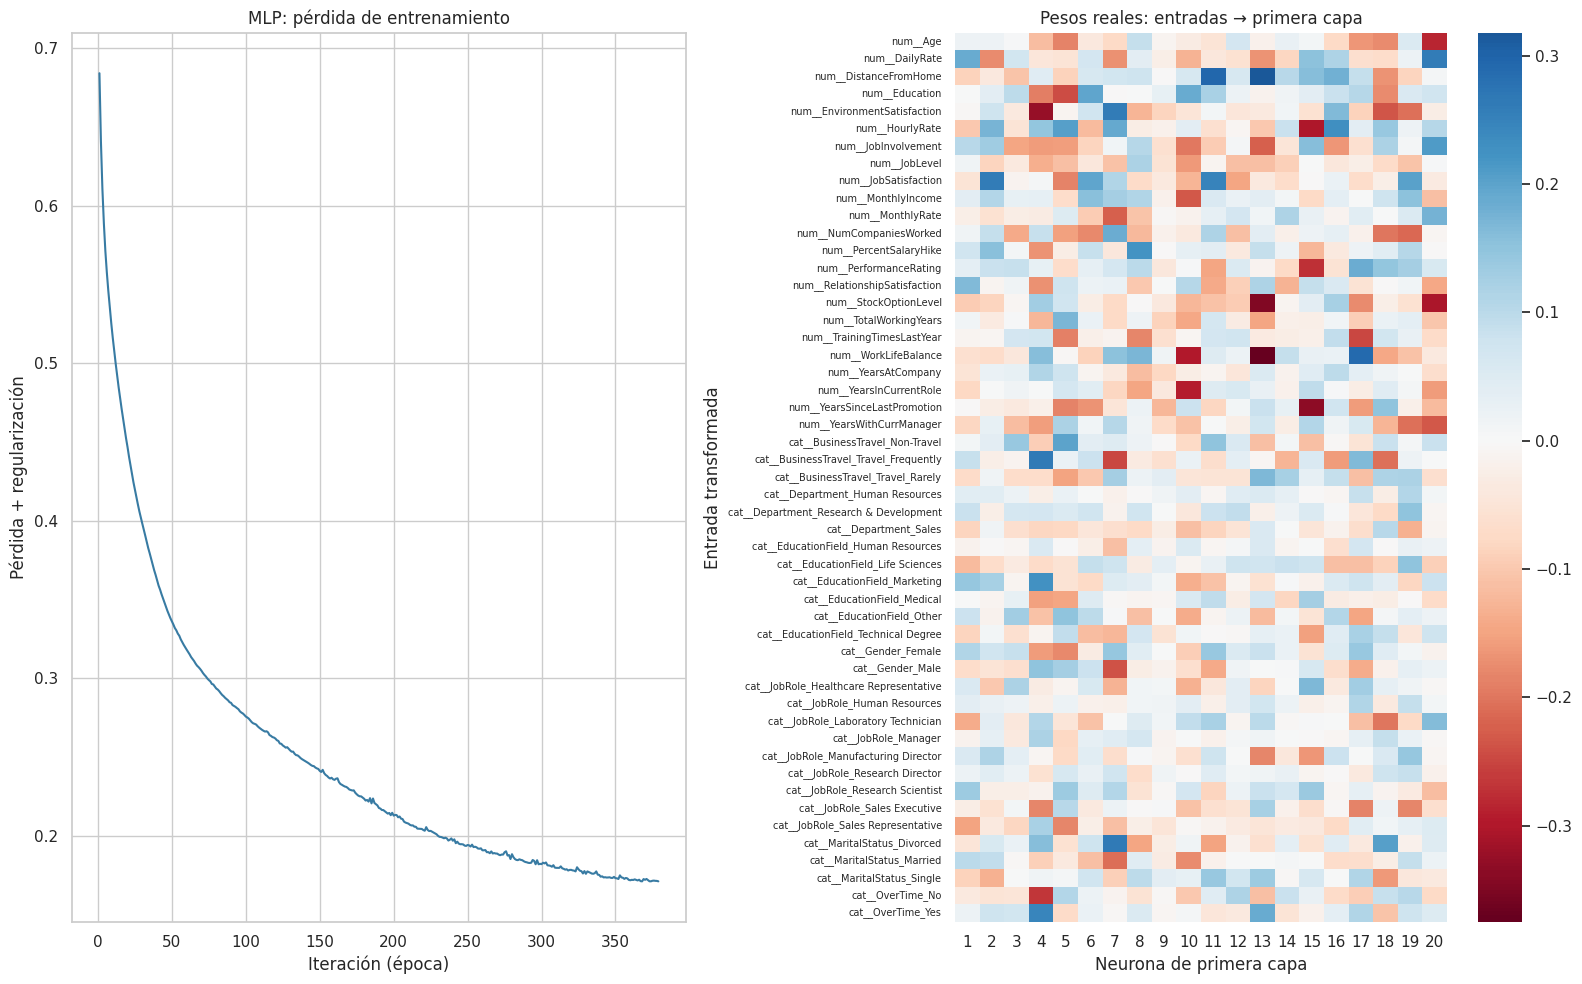 MLP: pérdida de entrenamiento
Pérdida + regularización
0.7
0.6
0.5
0.4
0.3
0.2
0 50 100 150 200 250 300 350
Iteración (época)
Pesos reales: entradas → primera capa
Entrada transformada
num__Age
num__DailyRate
num__DistanceFromHome
num__Education
num__EnvironmentSatisfaction
num__HourlyRate
num__JobInvolvement
num__JobLevel
num__JobSatisfaction
num__MonthlyIncome
num__MonthlyRate
num__NumCompaniesWorked
num__PercentSalaryHike
num__PerformanceRating
num__RelationshipSatisfaction
num__StockOptionLevel
num__TotalWorkingYears
num__TrainingTimesLastYear
num__WorkLifeBalance
num__YearsAtCompany
num__YearsInCurrentRole
num__YearsSinceLastPromotion
num__YearsWithCurrManager
cat__BusinessTravel_Non-Travel
cat__BusinessTravel_Travel_Frequently
cat__BusinessTravel_Travel_Rarely
cat__Department_Human Resources
cat__Department_Research & Development
cat__Department_Sales
cat__EducationField_Human Resources
cat__EducationField_Life Sciences
cat__EducationField_Marketing
cat__EducationField_Medical
cat__EducationField_Other
cat__EducationField_Technical Degree
cat__Gender_Female
cat__Gender_Male
cat__JobRole_Healthcare Representative
cat__JobRole_Human Resources
cat__JobRole_Laboratory Technician
cat__JobRole_Manager
cat__JobRole_Manufacturing Director
cat__JobRole_Research Director
cat__JobRole_Research Scientist
cat__JobRole_Sales Executive
cat__JobRole_Sales Representative
cat__MaritalStatus_Divorced
cat__MaritalStatus_Married
cat__MaritalStatus_Single
cat__OverTime_No
cat__OverTime_Yes
1 2 3 4 5 6 7 8 9 10 11 12 13 14 15 16 17 18 19 20
Neurona de primera capa
0.3
0.2
0.1
0.0
−0.1
−0.2
−0.3